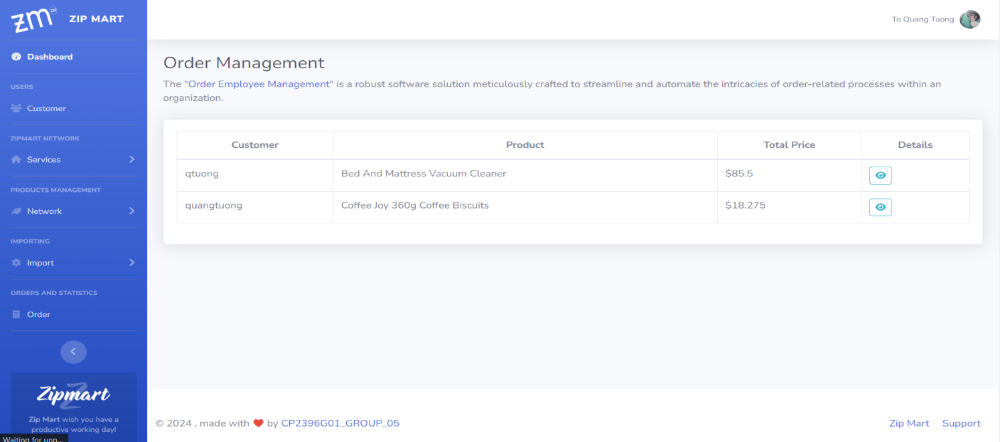 zm ZM
ZIP MART
To Quang Tuong
Dashboard
USERS
Customer
ZIPMART NETWORK
Services
PRODUCTS MANAGEMENT
Network
IMPORTING
Import
ORDERS AND STATISTICS
Order
Zipmart
Zip Mart wish you have a
productive working day!
Waiting for unp...
Order Management
The "Order Employee Management" is a robust software solution meticulously crafted to streamline and automate the intricacies of order-related processes within an
organization.
Customer Product Total Price Details
qtuong Bed And Mattress Vacuum Cleaner $85.5
quangtuong Coffee Joy 360g Coffee Biscuits $18.275
© 2024 , made with ❤ by CP2396G01_GROUP_05
Zip Mart Support